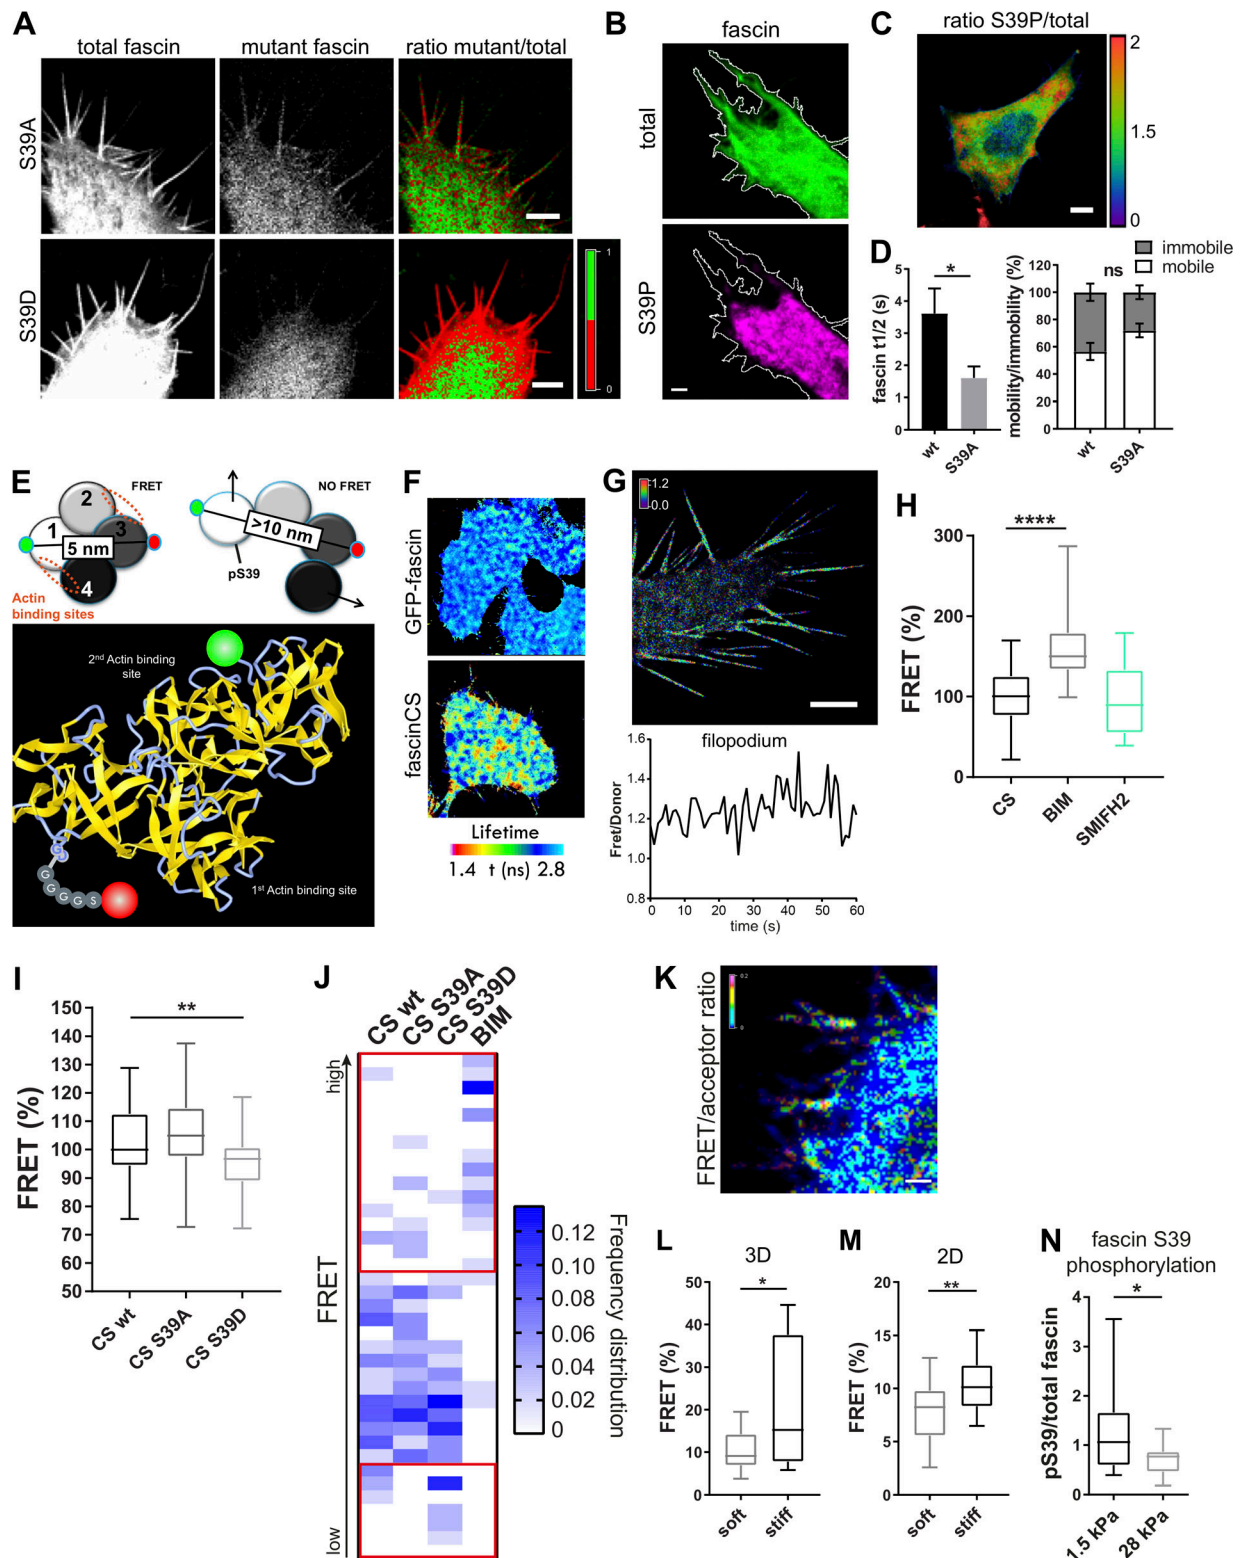 A
total fascin
mutant fascin
ratio mutant/total
S39A
S39D
1
0
B
fascin
total
S39P
C
ratio S39P/total
2
1.5
0
D
fascin t1/2 (s)
5
4
3
2
1
0
*
wt
S39A
immobile
mobile
mobility/immobility (%)
120
100
80
60
40
20
0
ns
wt
S39A
E
2
FRET
1
3
5 nm
4
Actin
binding sites
NO FRET
>10 nm
pS39
2nd Actin binding
site
1st Actin binding site
G
G
G
G
G
G
S
F
GFP-fascin
fascinCS
Lifetime
1.4 t (ns) 2.8
G
1.2
0.0
filopodium
Fret/Donor
1.6
1.4
1.2
1.0
0.8
0 10 20 30 40 50 60
time (s)
H
FRET (%)
300
200
100
0
****
CS
BIM
SMIFH2
I
FRET (%)
150
140
130
120
110
100
90
80
70
60
50
**
CS wt
CS S39A
CS S39D
J
CS wt
CS S39A
CS S39D
BIM
high
FRET
low
0.12
0.10
0.08
0.06
0.04
0.02
0
Frequency distribution
K
FRET/acceptor ratio
0.2
0
L
3D
FRET (%)
50
40
30
20
10
0
*
soft
stiff
M
2D
FRET (%)
20
15
10
5
0
**
soft
stiff
N
fascin S39
phosphorylation
pS39/total fascin
4
3
2
1
0
*
1.5 kPa
28 kPa